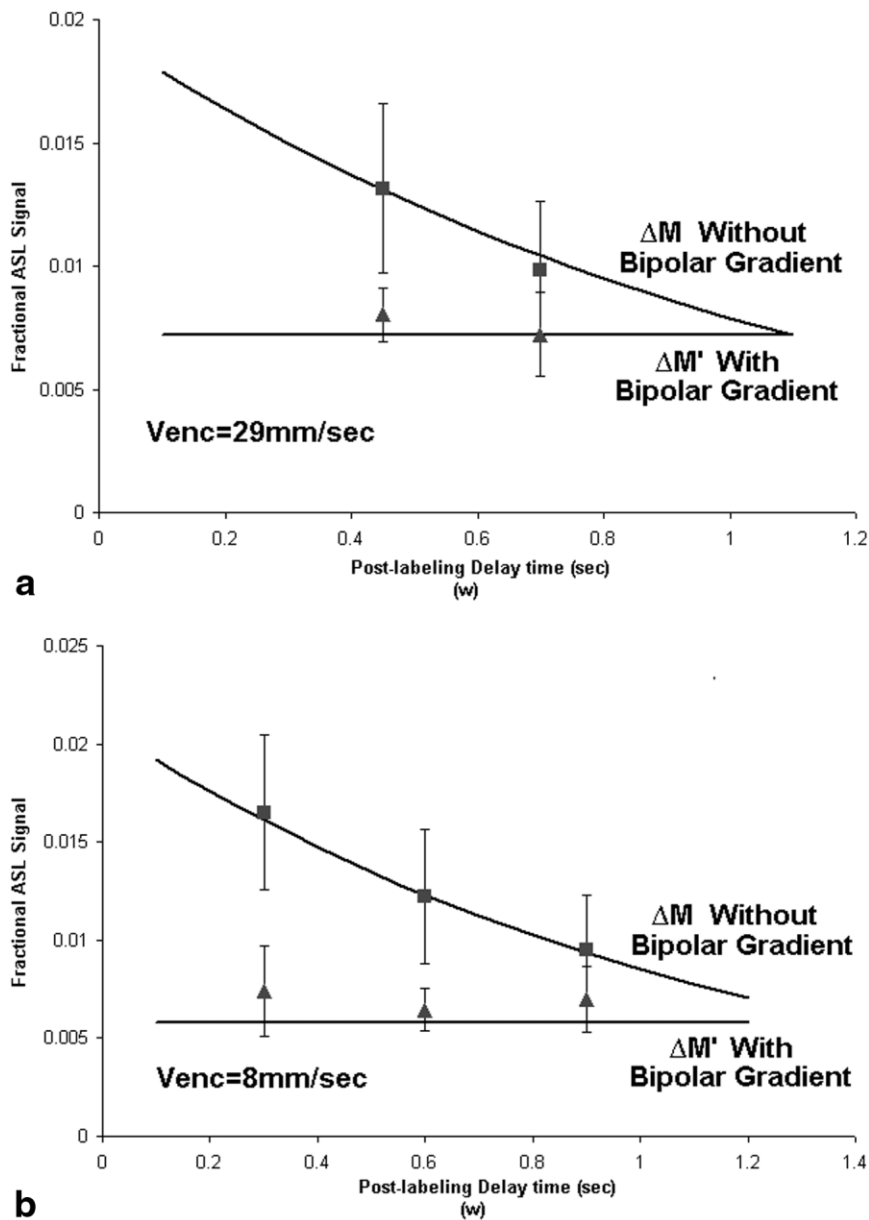 0.02
0.015
0.01
0.005
0
Fractional ASL Signal
ΔM Without
Bipolar Gradient
ΔM' With
Bipolar Gradient
Venc=29mm/sec
0 0.2 0.4 0.6 0.8 1 1.2
Post-labeling Delay time (sec)
(w)
a
0.025
0.02
0.015
0.01
0.005
0
Fractional ASL Signal
ΔM Without
Bipolar Gradient
ΔM' With
Bipolar Gradient
Venc=8mm/sec
0 0.2 0.4 0.6 0.8 1 1.2 1.4
Post-labeling Delay time (sec)
(w)
b